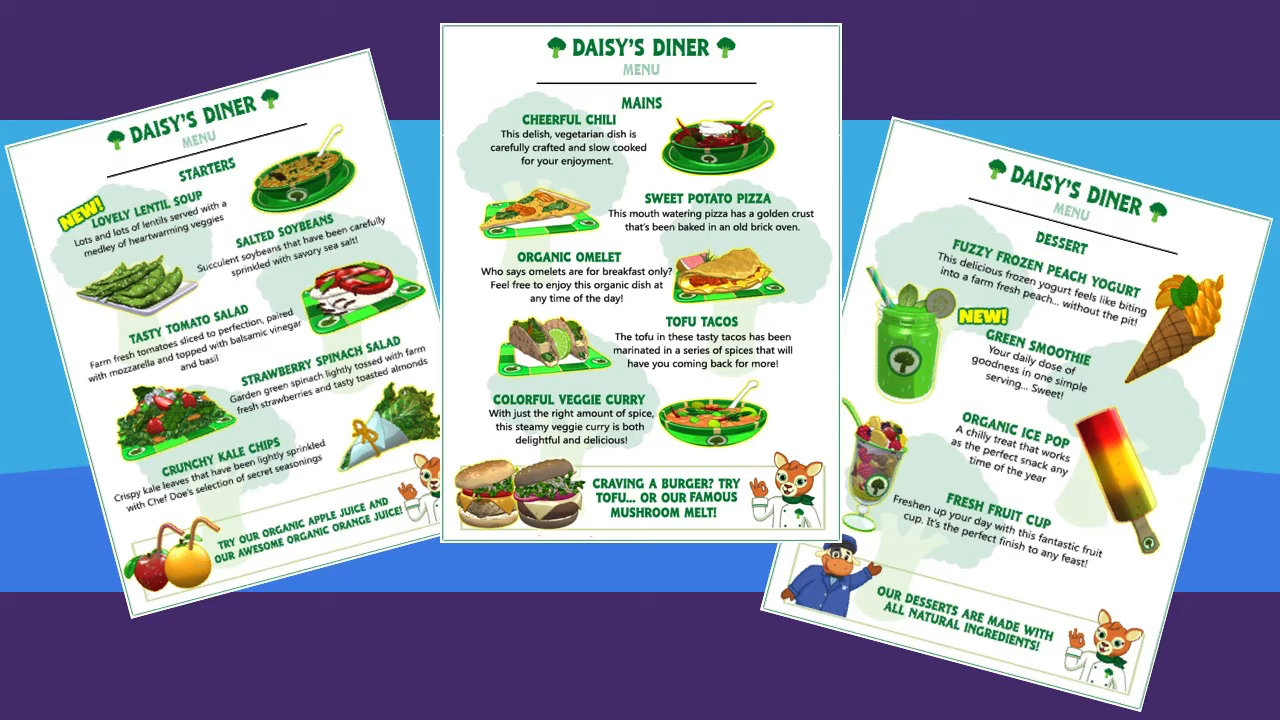 DAISY'S DINER
MENU
STARTERS
NEW!
LOVELY LENTIL SOUP
Lots and lots of lentils served with a
medley of heartwarming veggies
SALTED SOYBEANS
Succulent soybeans that have been carefully
sprinkled with savory sea salt!
TASTY TOMATO SALAD
Farm fresh tomatoes sliced to perfection, paired
with mozzarella and topped with balsamic vinegar
and basil
STRAWBERRY SPINACH SALAD
Garden green spinach lightly tossed with farm
fresh strawberries and tasty toasted almonds
CRUNCHY KALE CHIPS
Crispy kale leaves that have been lightly sprinkled
with Chef Doe's selection of secret seasonings
TRY OUR ORGANIC APPLE JUICE AND
OUR AWESOME ORGANIC ORANGE JUICE!
DAISY'S DINER
MENU
MAINS
CHEERFUL CHILI
This delish, vegetarian dish is
carefully crafted and slow cooked
for your enjoyment.
SWEET POTATO PIZZA
This mouth watering pizza has a golden crust
that's been baked in an old brick oven.
ORGANIC OMELET
Who says omelets are for breakfast only?
Feel free to enjoy this organic dish at
any time of the day!
TOFU TACOS
The tofu in these tasty tacos has been
marinated in a series of spices that will
have you coming back for more!
COLORFUL VEGGIE CURRY
With just the right amount of spice,
this steamy veggie curry is both
delightful and delicious!
CRAVING A BURGER? TRY
TOFU... OR OUR FAMOUS
MUSHROOM MELT!
DAISY'S DINER
MENU
DESSERT
FUZZY FROZEN PEACH YOGURT
This delicious frozen yogurt feels like biting
into a farm fresh peach... without the pit!
NEW!
GREEN SMOOTHIE
Your daily dose of
goodness in one simple
serving... Sweet!
ORGANIC ICE POP
A chilly treat that works
as the perfect snack any
time of the year
FRESH FRUIT CUP
Freshen up your day with this fantastic fruit
cup. It's the perfect finish to any feast!
OUR DESSERTS ARE MADE WITH
ALL NATURAL INGREDIENTS!